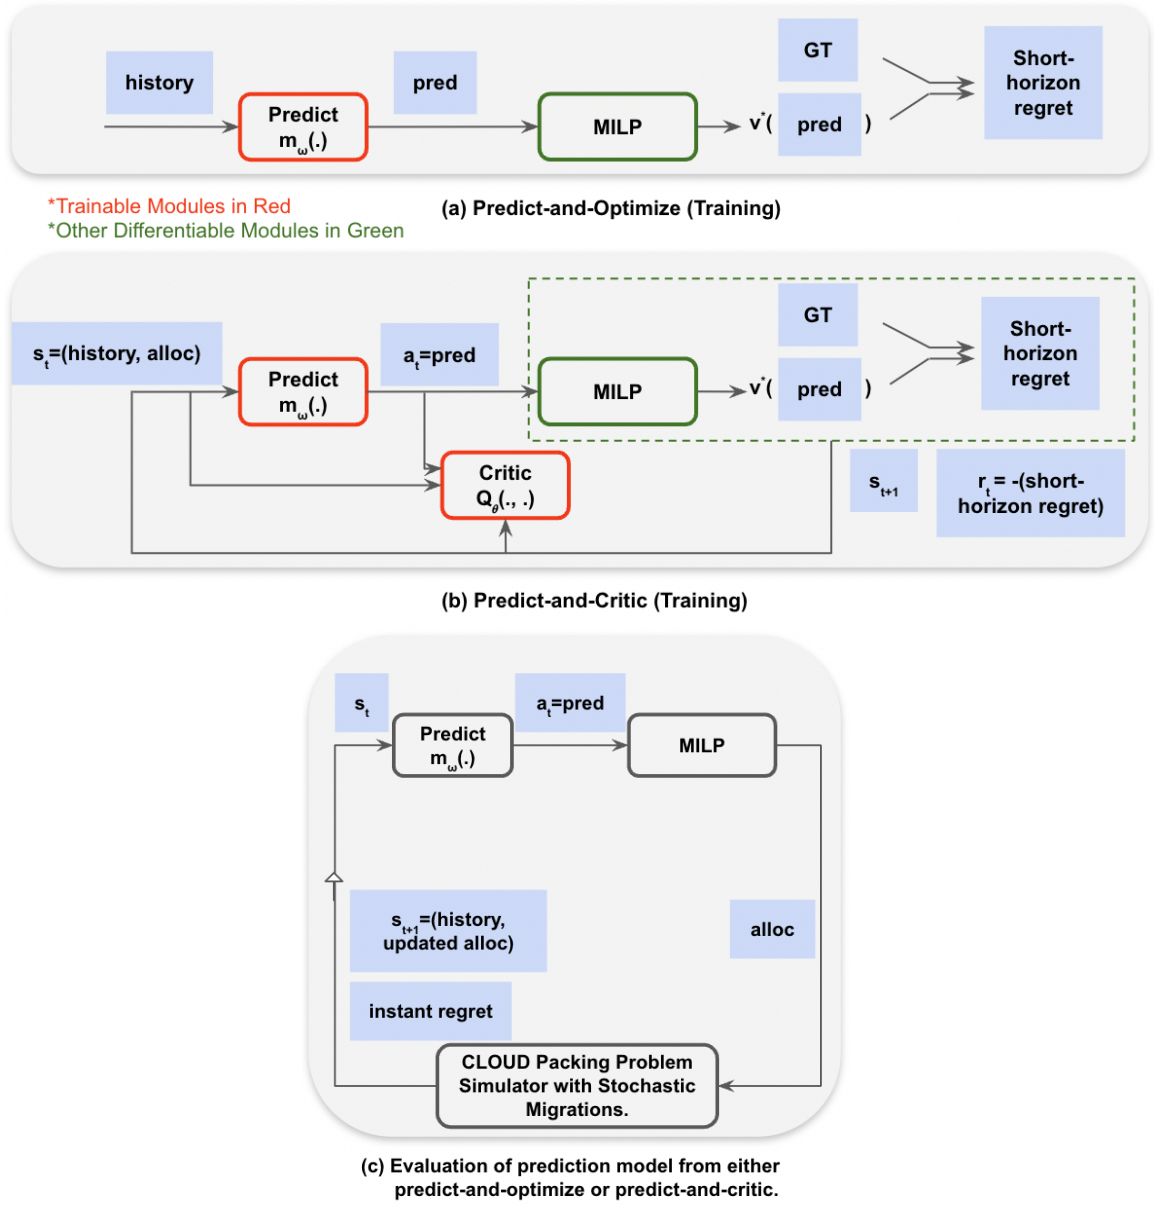 history
Predict
mω(.)
pred
MILP
GT
v*( pred )
Short-
horizon
regret
(a) Predict-and-Optimize (Training)
*Trainable Modules in Red
*Other Differentiable Modules in Green
st=(history, alloc)
Predict
mω(.)
at=pred
MILP
GT
v*( pred )
Short-
horizon
regret
Critic
Qθ(., .)
st+1
rt = -(short-
horizon regret)
(b) Predict-and-Critic (Training)
st
Predict
mω(.)
at=pred
MILP
st+1=(history,
updated alloc)
alloc
instant regret
CLOUD Packing Problem
Simulator with Stochastic
Migrations.
(c) Evaluation of prediction model from either
predict-and-optimize or predict-and-critic.